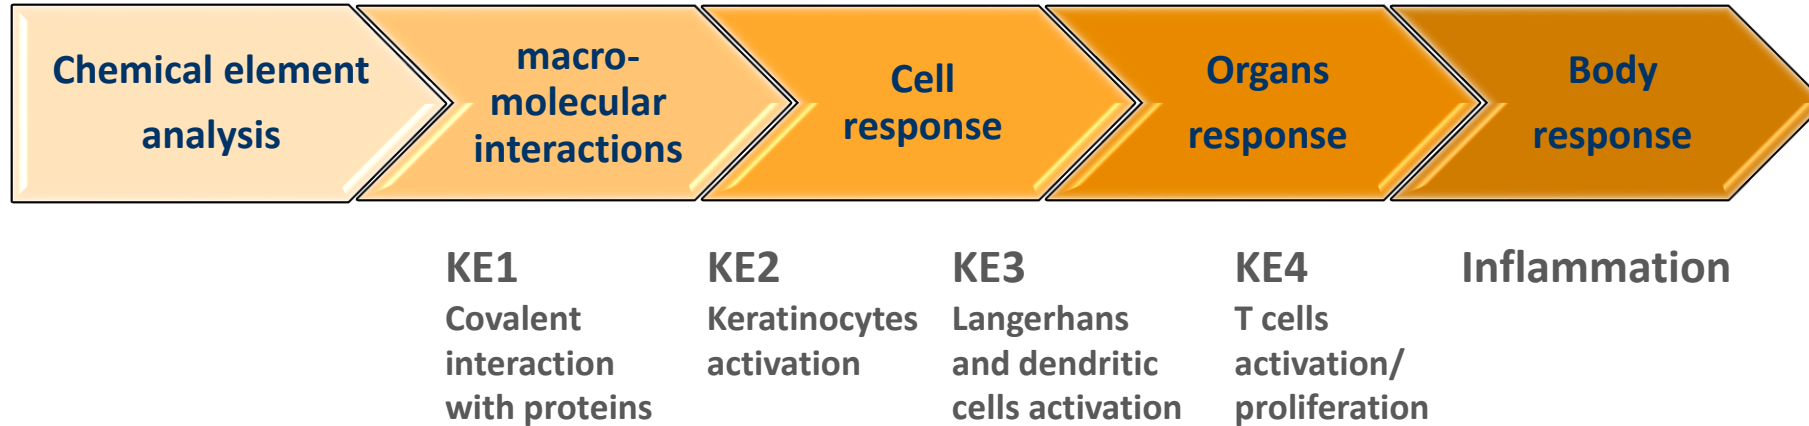 Chemical element
analysis
macro-
molecular
interactions
Cell
response
Organs
response
Body
response
KE1
Covalent
interaction
with proteins
KE2
Keratinocytes
activation
KE3
Langerhans
and dendritic
cells activation
KE4
T cells
activation/
proliferation
Inflammation